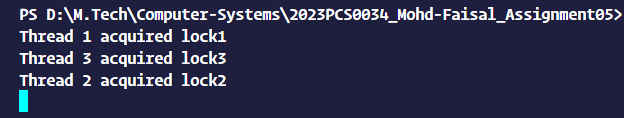 PS D:\M.Tech\Computer-Systems\2023PCS0034_Mohd-Faisal_Assignment05>
Thread 1 acquired lock1
Thread 3 acquired lock3
Thread 2 acquired lock2